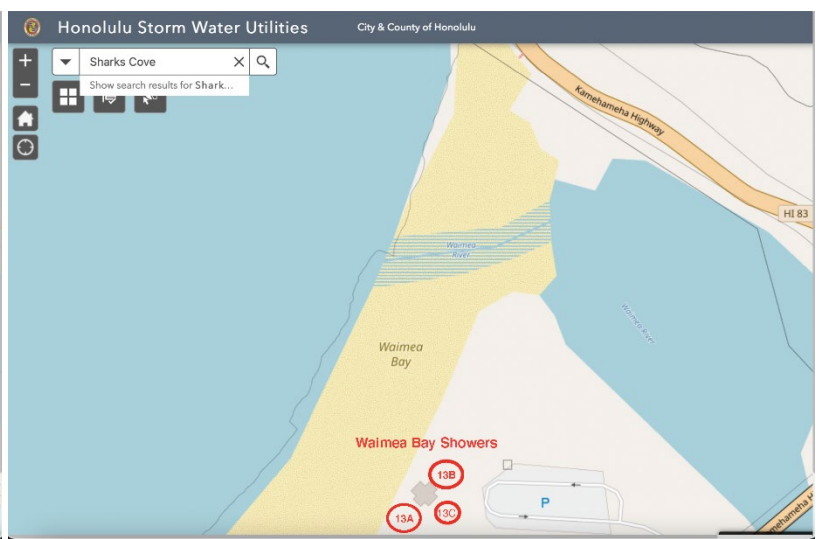 Honolulu Storm Water Utilities
City & County of Honolulu
Sharks Cove
Show search results for Shark...
Kamehameha Highway
HI 83
Waimea
River
Waimea River
Waimea
Bay
Waimea Bay Showers
13B
13C
13A
P
Kamehameha H